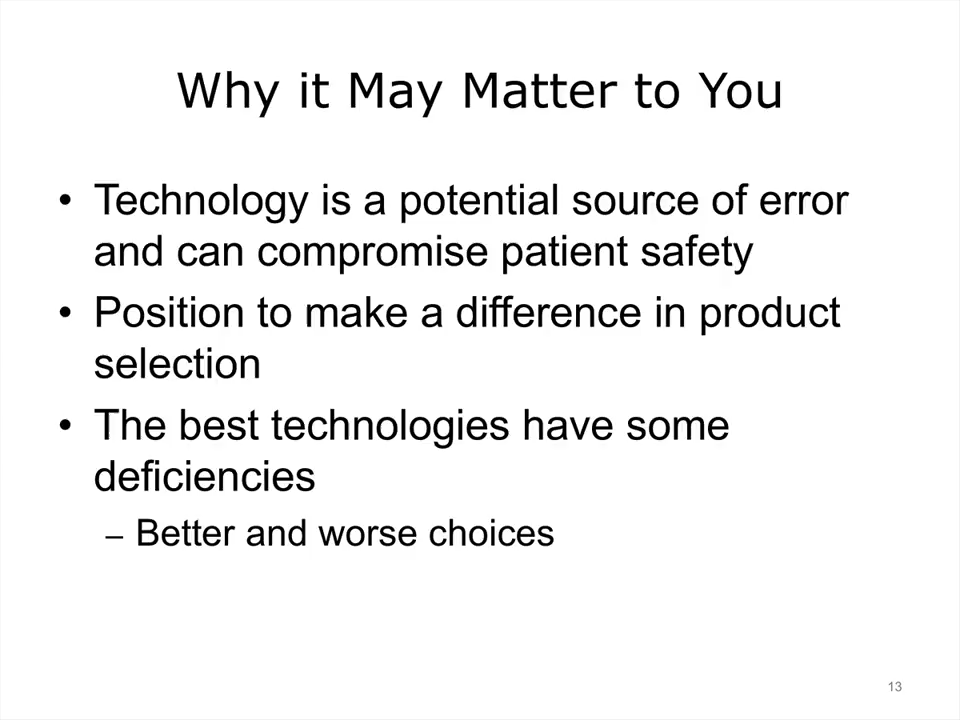 Why it May Matter to You
• Technology is a potential source of error
and can compromise patient safety
• Position to make a difference in product
selection
• The best technologies have some
deficiencies
– Better and worse choices
13